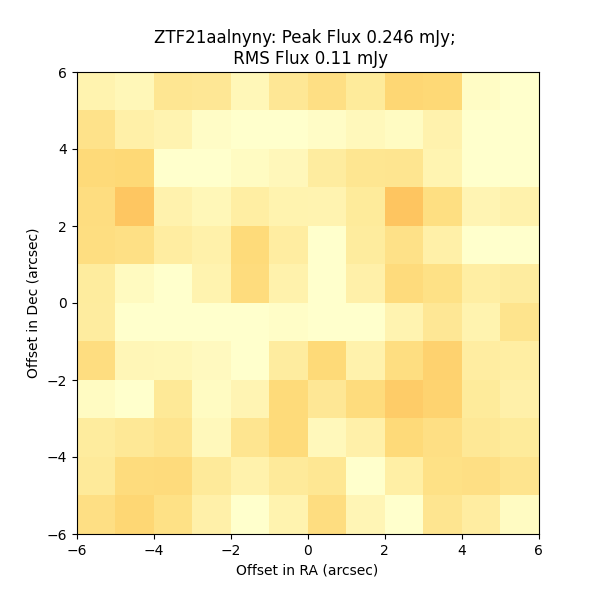 ZTF21aalnyny: Peak Flux 0.246 mJy;
RMS Flux 0.11 mJy
6
4
2
0
−2
−4
−6
Offset in Dec (arcsec)
−6 −4 −2 0 2 4 6
Offset in RA (arcsec)